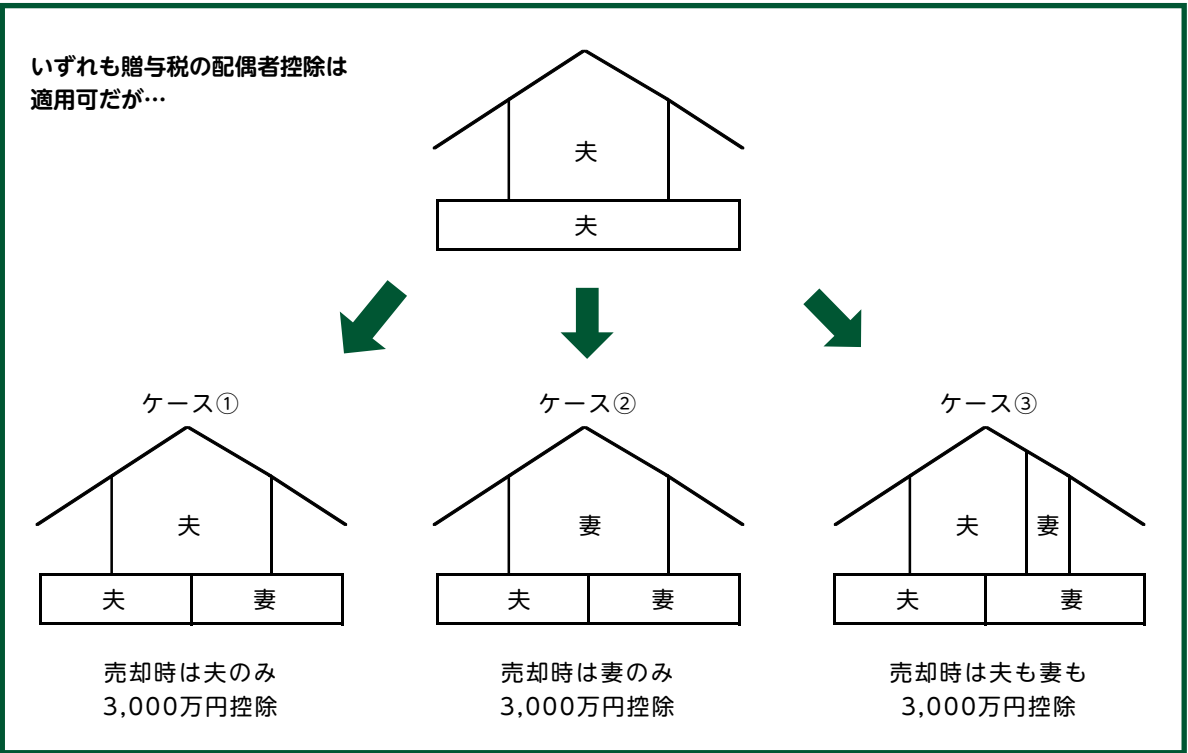 いずれも贈与税の配偶者控除は
適用可だが…
夫
夫
ケース①
夫
夫 妻
売却時は夫のみ
3,000万円控除
ケース②
妻
夫 妻
売却時は妻のみ
3,000万円控除
ケース③
夫 妻
夫 妻
売却時は夫も妻も
3,000万円控除